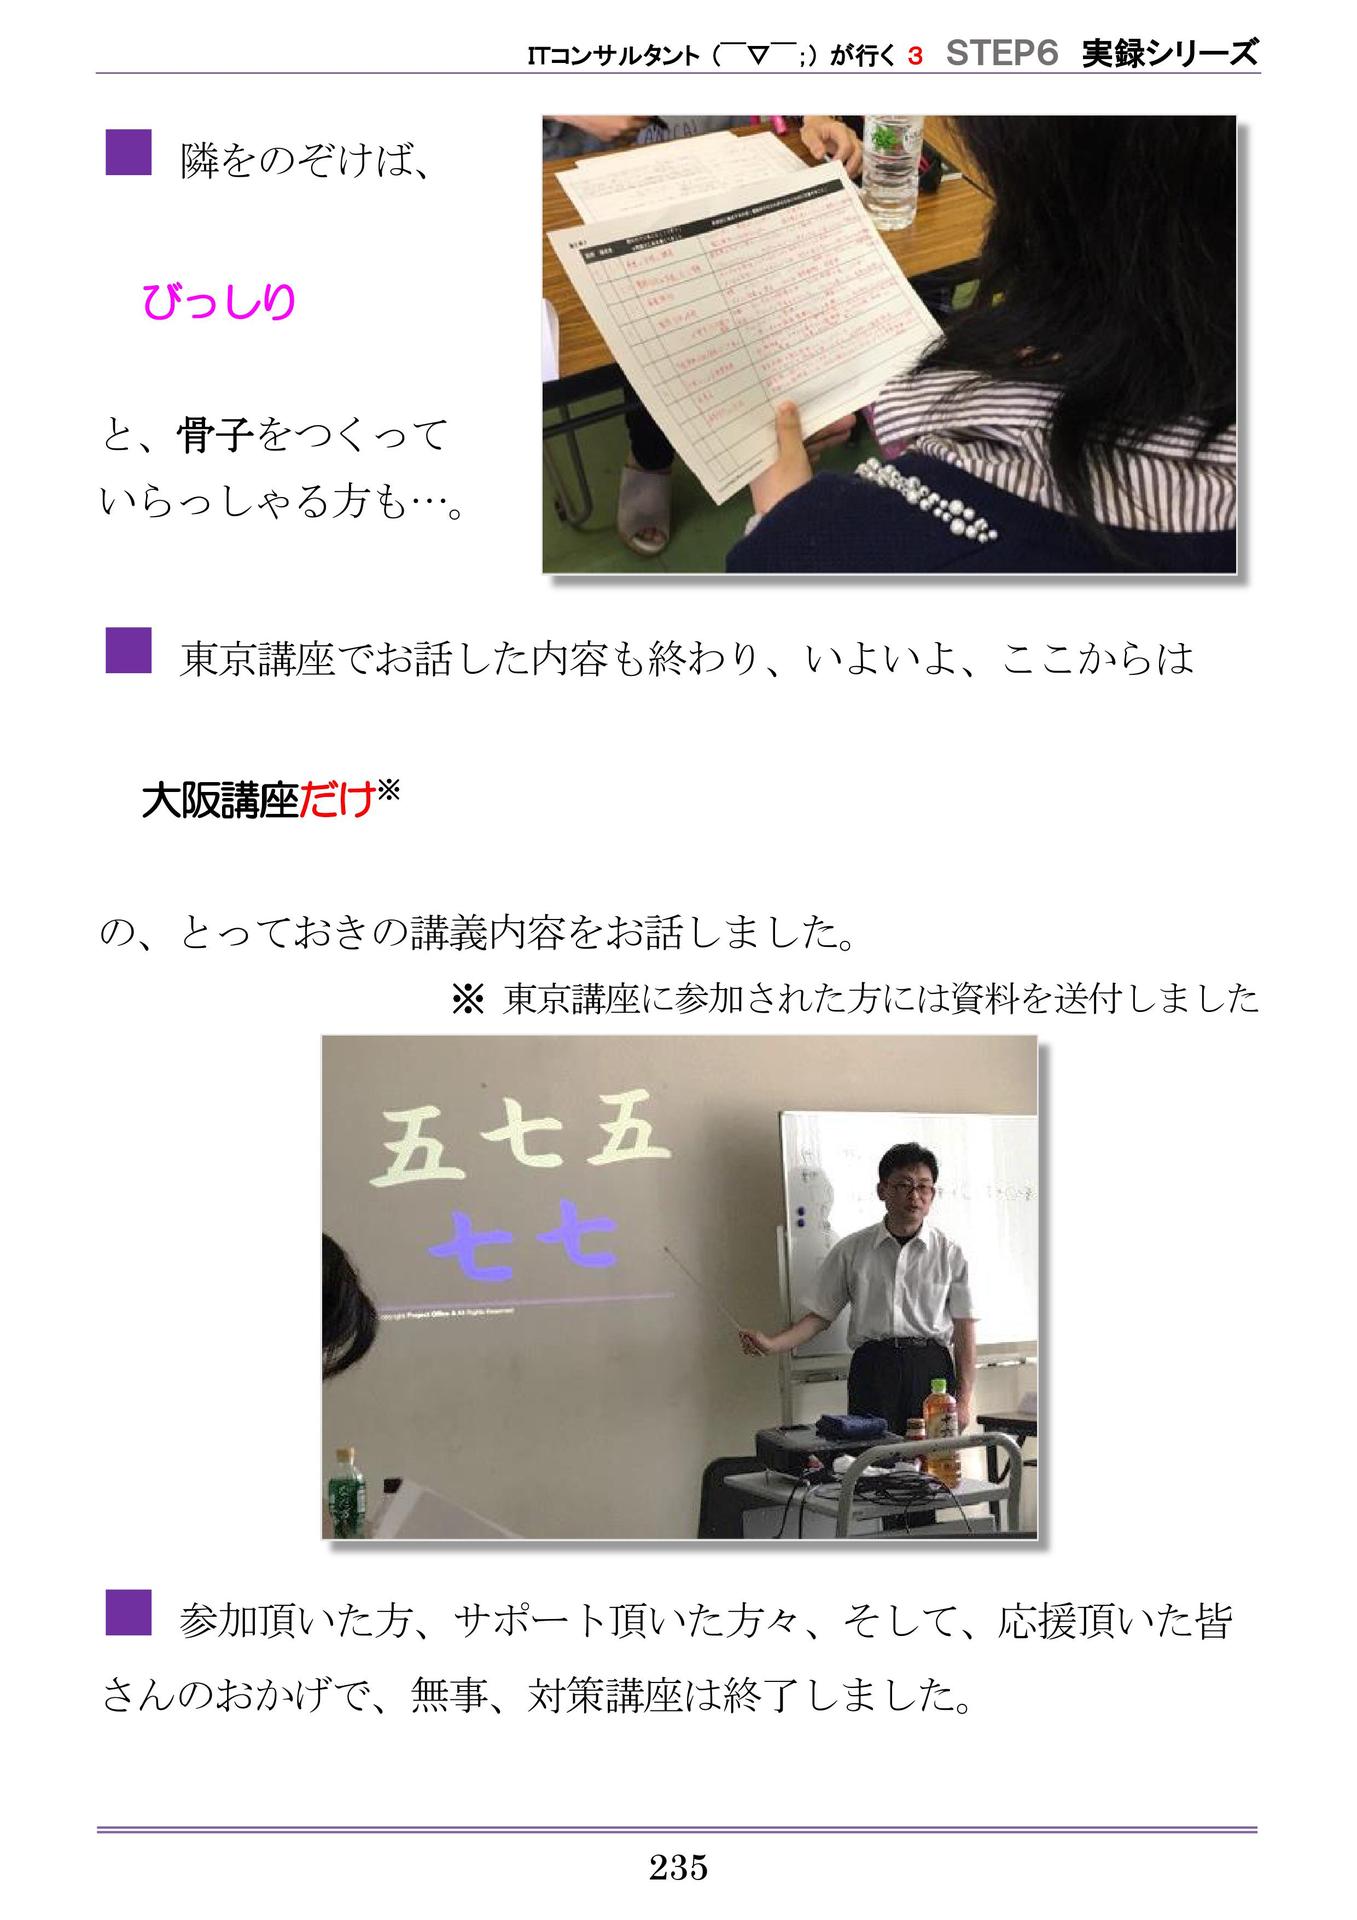 ITコンサルタント（￣▽￣;）が行く 3 STEP6 実録シリーズ
■ 隣をのぞけば、
びっしり
と、骨子をつくって
いらっしゃる方も…。
■ 東京講座でお話した内容も終わり、いよいよ、ここからは
大阪講座だけ※
の、とっておきの講義内容をお話しました。
※ 東京講座に参加された方には資料を送付しました
五七五
七七
Copyright Project Office A All Rights Reserved
■ 参加頂いた方、サポート頂いた方々、そして、応援頂いた皆
さんのおかげで、無事、対策講座は終了しました。
235